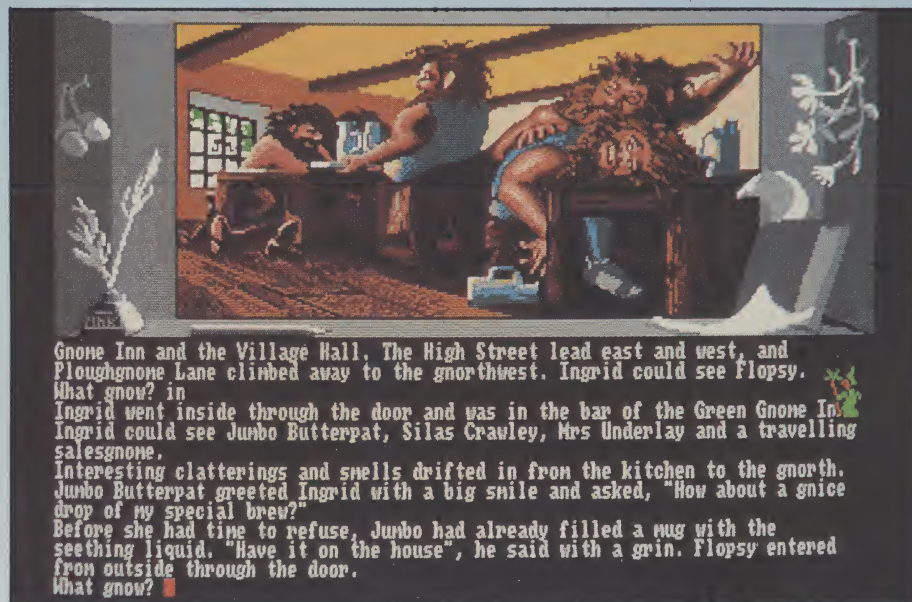 Gnome Inn and the Village Hall. The High Street lead east and west, and
Ploughgnome Lane climbed away to the gnorthwest. Ingrid could see Flopsy.
What gnow? in
Ingrid went inside through the door and was in the bar of the Green Gnome In
Ingrid could see Jumbo Butterpat, Silas Crawley, Mrs Underlay and a travelling
salesgnome.
Interesting clatterings and smells drifted in from the kitchen to the gnorth.
Jumbo Butterpat greeted Ingrid with a big smile and asked, "How about a gnice
drop of my special brew?"
Before she had time to refuse, Jumbo had already filled a mug with the
seething liquid. "Have it on the house", he said with a grin. Flopsy entered
from outside through the door.
What gnow?